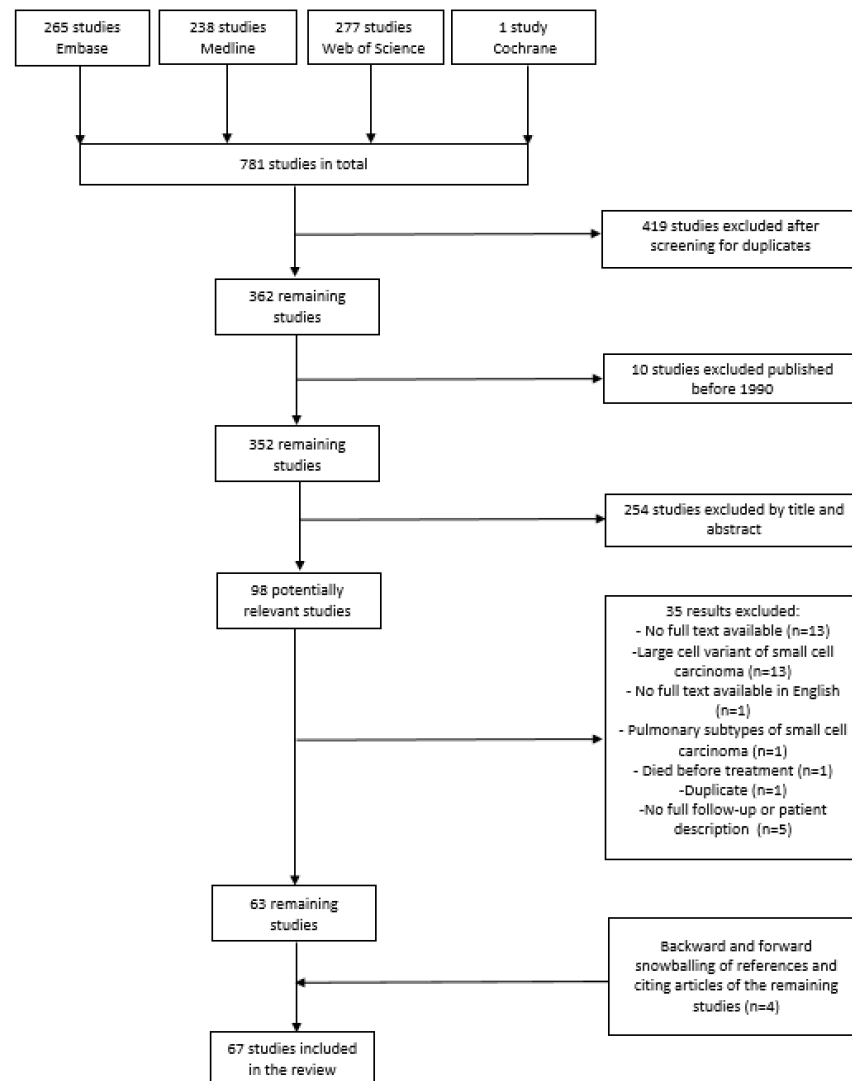 265 studies
Embase
238 studies
Medline
277 studies
Web of Science
1 study
Cochrane
781 studies in total
419 studies excluded after
screening for duplicates
362 remaining
studies
10 studies excluded published
before 1990
352 remaining
studies
254 studies excluded by title and
abstract
98 potentially
relevant studies
35 results excluded:
- No full text available (n=13)
-Large cell variant of small cell
carcinoma (n=13)
- No full text available in English
(n=1)
- Pulmonary subtypes of small cell
carcinoma (n=1)
- Died before treatment (n=1)
-Duplicate (n=1)
-No full follow-up or patient
description (n=5)
63 remaining
studies
Backward and forward
snowballing of references and
citing articles of the remaining
studies (n=4)
67 studies included
in the review